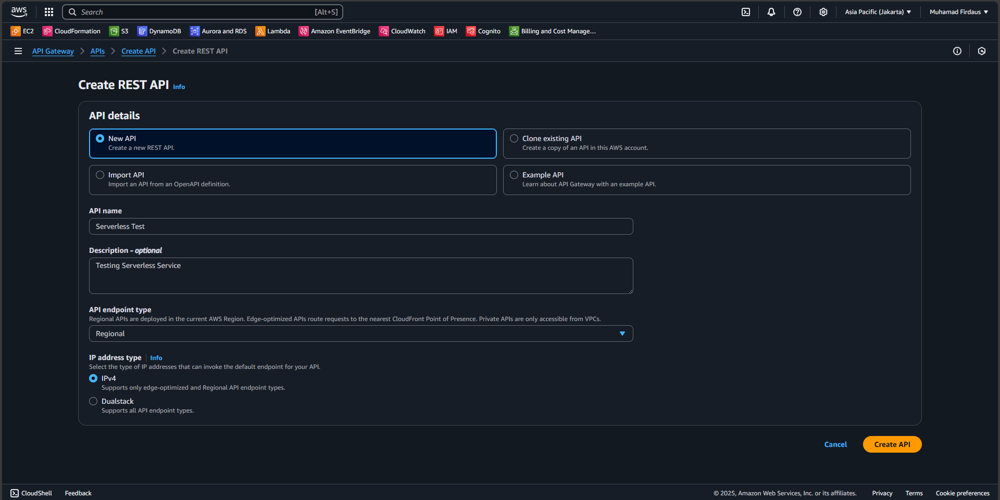 aws
Search [Alt+S]
Asia Pacific (Jakarta)
Muhamad Firdaus
EC2
CloudFormation
S3
DynamoDB
Aurora and RDS
Lambda
Amazon EventBridge
CloudWatch
IAM
Cognito
Billing and Cost Manage...
API Gateway
APIs
Create API
Create REST API
Create REST API Info
API details
New API
Create a new REST API.
Clone existing API
Create a copy of an API in this AWS account.
Import API
Import an API from an OpenAPI definition.
Example API
Learn about API Gateway with an example API.
API name
Serverless Test
Description - optional
Testing Serverless Service
API endpoint type
Regional APIs are deployed in the current AWS Region. Edge-optimized APIs route requests to the nearest CloudFront Point of Presence. Private APIs are only accessible from VPCs.
Regional
IP address type Info
Select the type of IP addresses that can invoke the default endpoint for your API.
IPv4
Supports only edge-optimized and Regional API endpoint types.
Dualstack
Supports all API endpoint types.
Cancel
Create API
CloudShell
Feedback
© 2025, Amazon Web Services, Inc. or its affiliates.
Privacy
Terms
Cookie preferences